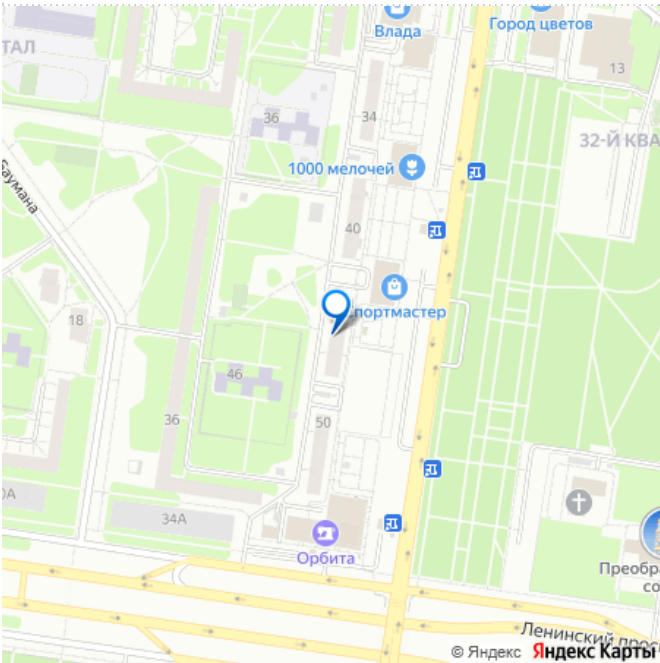 ТАЛ
Влада
Город цветов
13
36
34
32-Й КВА
1000 мелочей
Баумана
40
портмастер
18
46
36
50
0А
34А
Орбита
Преобра
со
Ленинский прос
© Яндекс Яндекс Карты